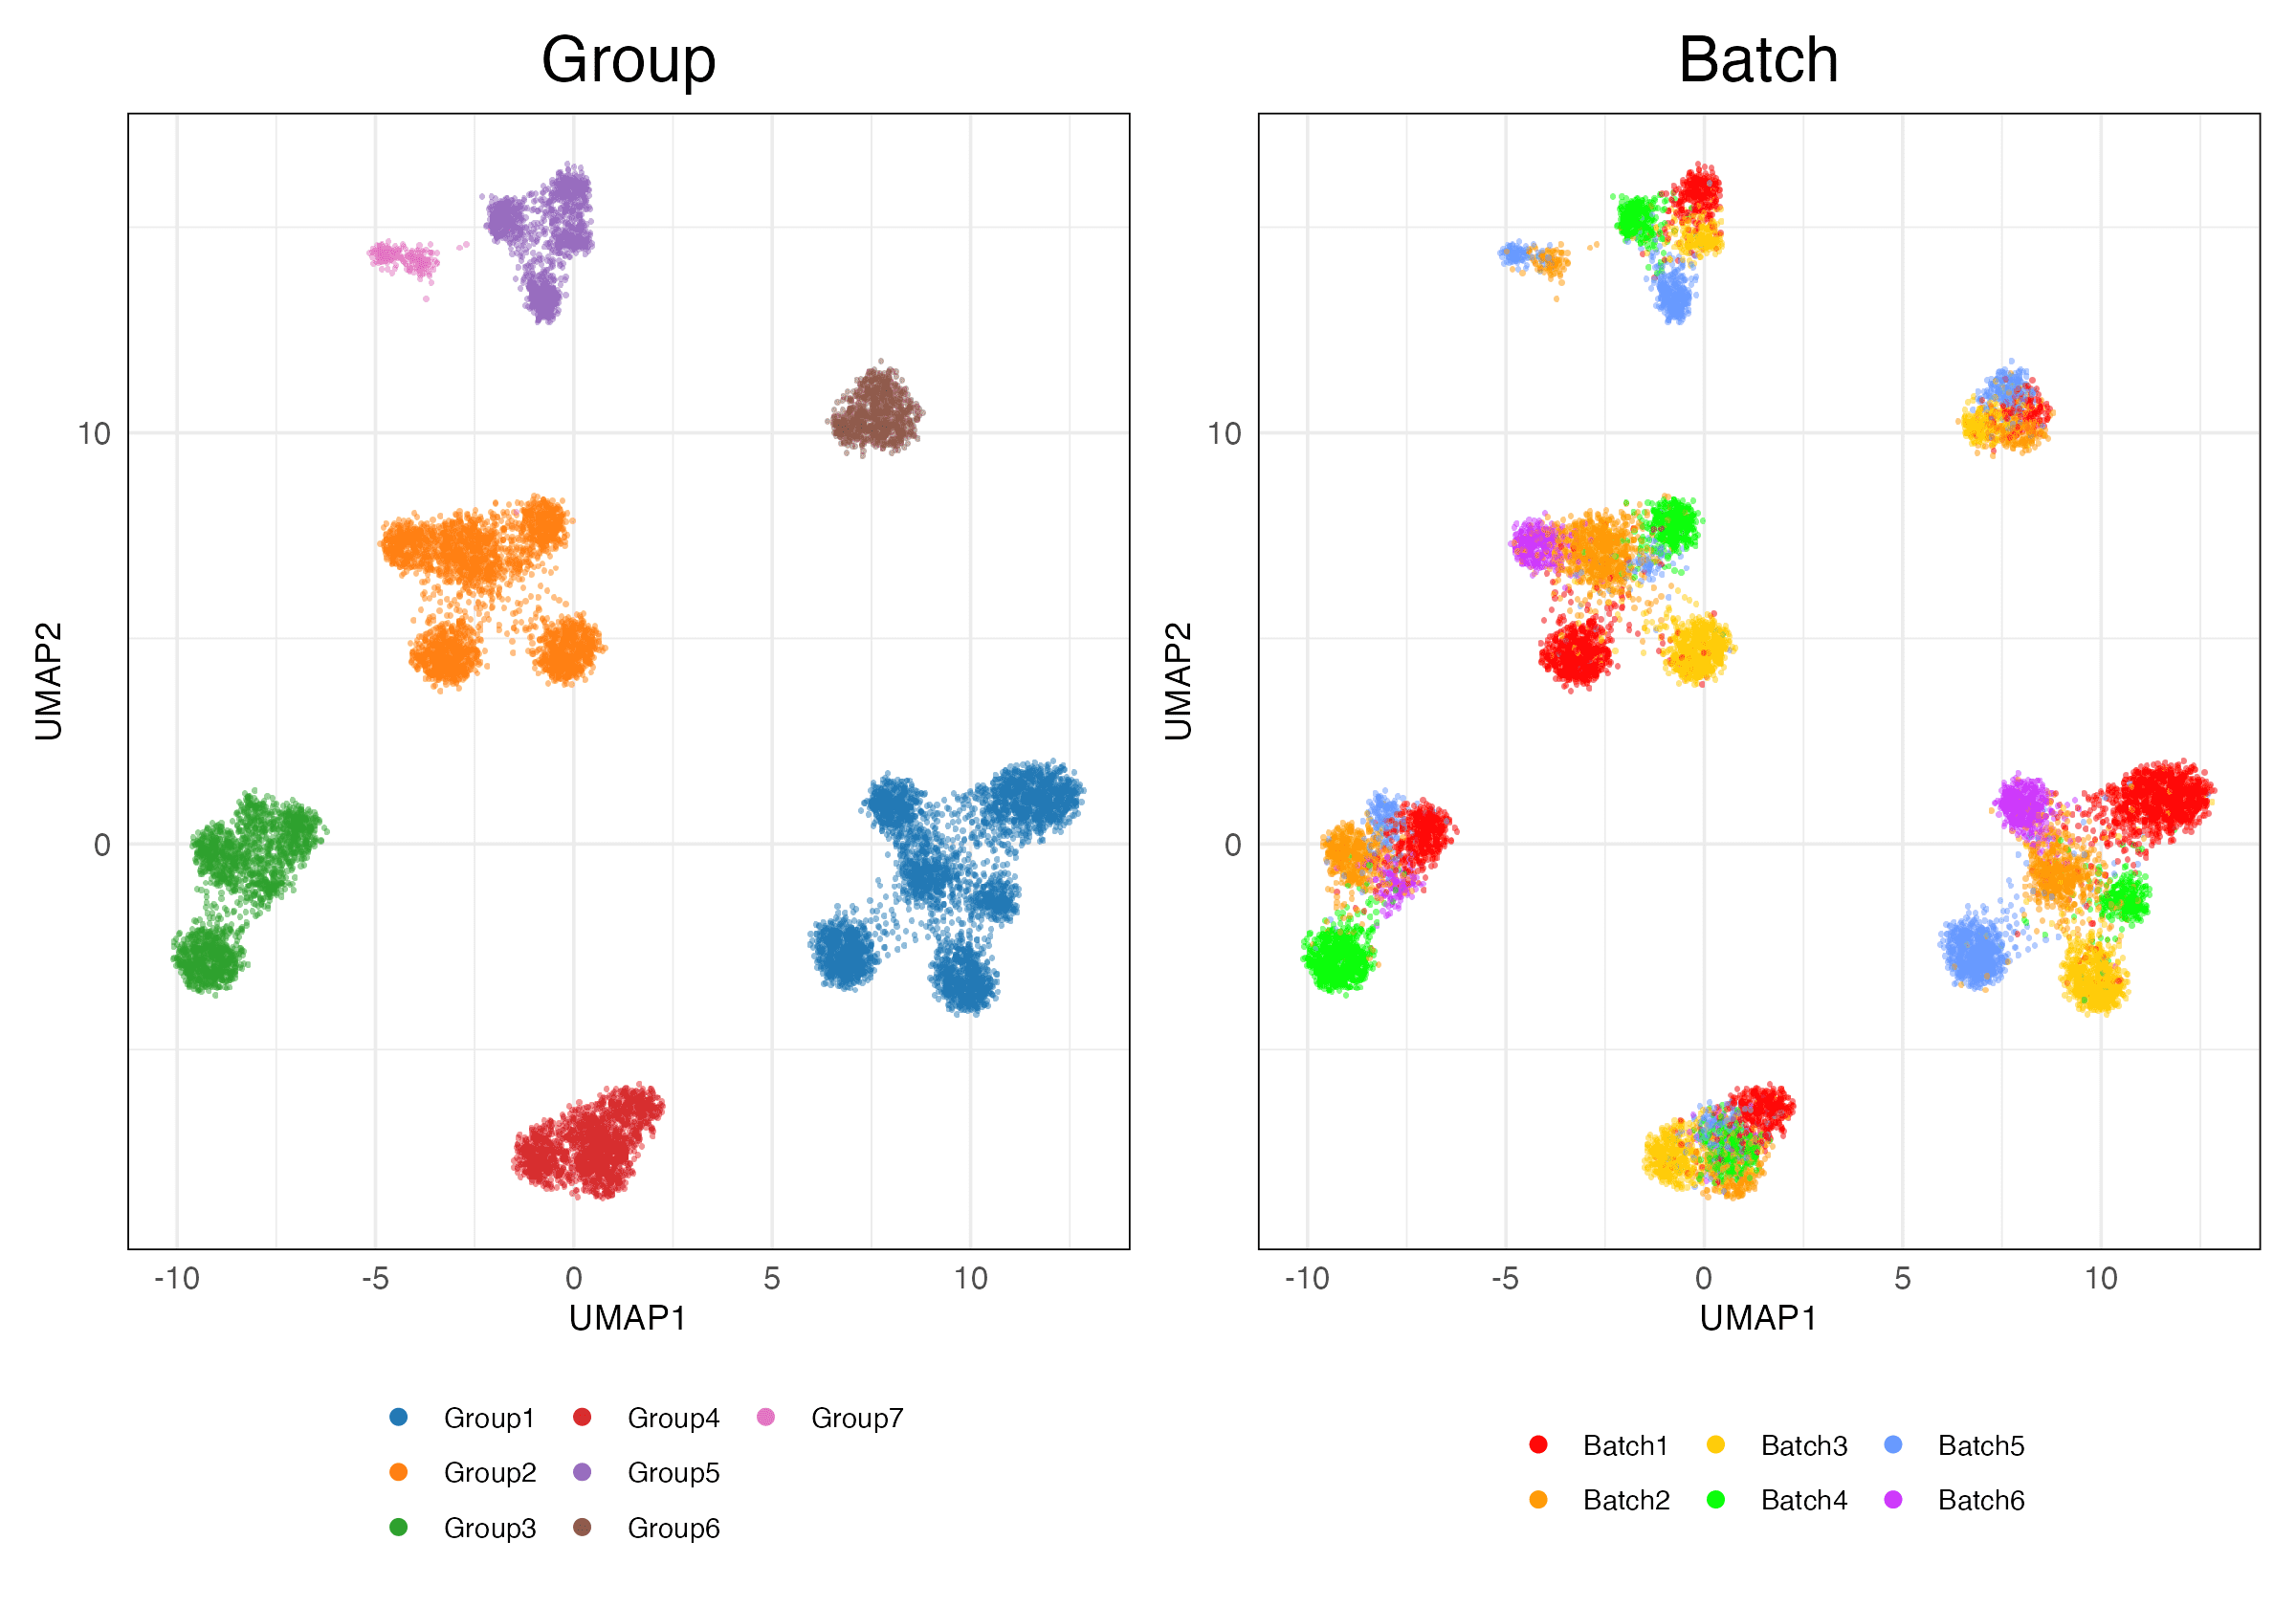 Group
Batch
UMAP2
10
0
-10 -5 0 5 10
UMAP1
UMAP2
10
0
-10 -5 0 5 10
UMAP1
Group1 Group4 Group7
Group2 Group5
Group3 Group6
Batch1 Batch3 Batch5
Batch2 Batch4 Batch6